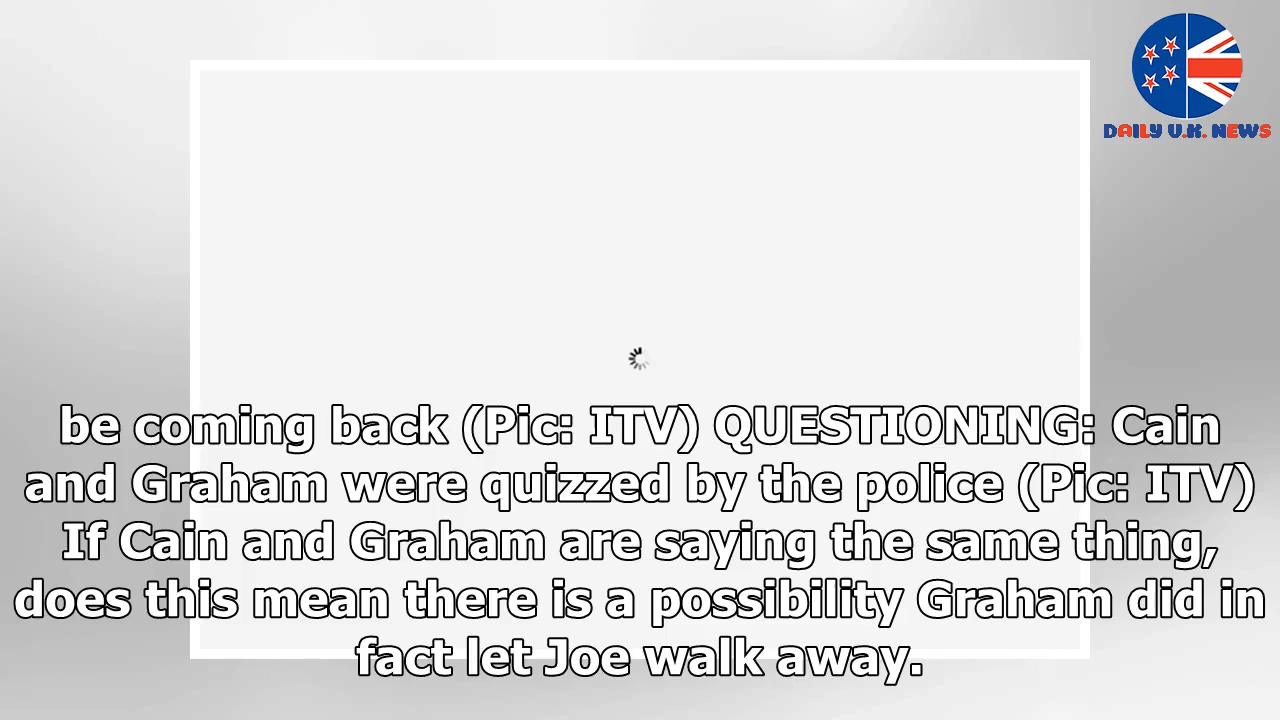 DAILY U.K. NEWS
be coming back (Pic: ITV) QUESTIONING: Cain
and Graham were quizzed by the police (Pic: ITV)
If Cain and Graham are saying the same thing,
does this mean there is a possibility Graham did in
fact let Joe walk away.